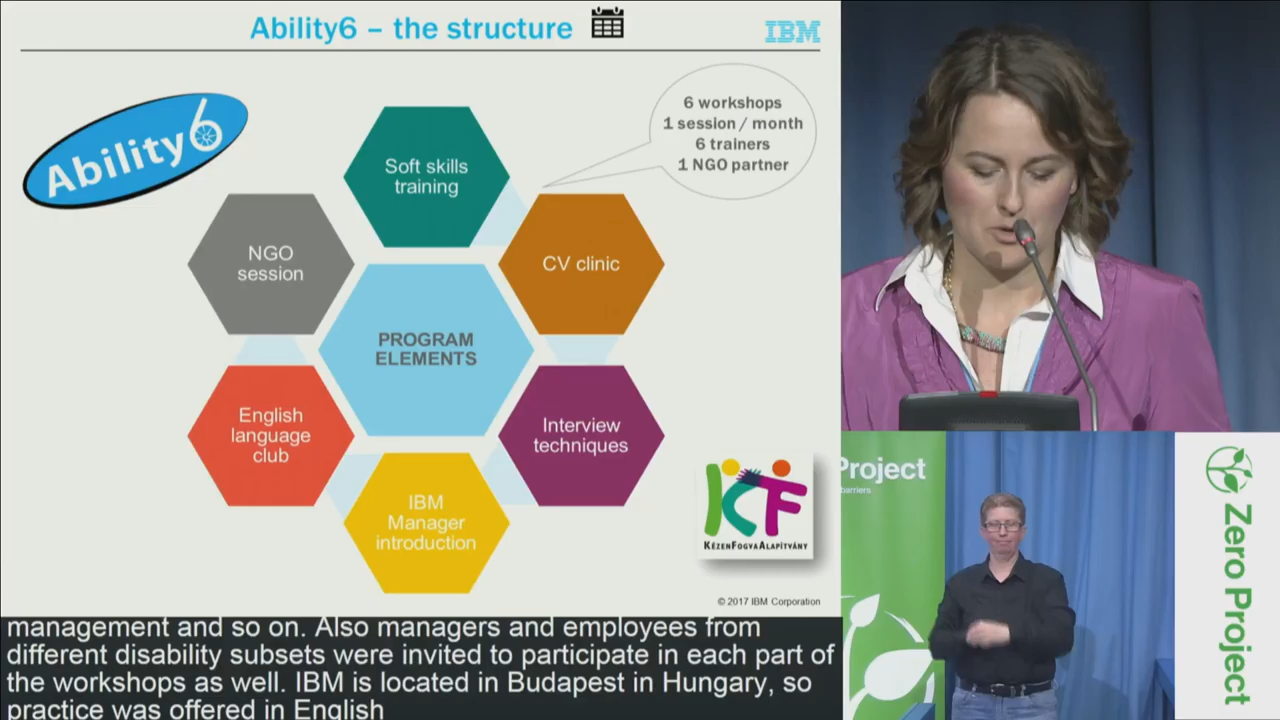 Ability6 – the structure
IBM
Ability6
6 workshops
1 session / month
6 trainers
1 NGO partner
Soft skills
training
NGO
session
CV clinic
PROGRAM
ELEMENTS
English
language
club
Interview
techniques
IBM
Manager
introduction
KF
KÉZENFOGVAALAPÍTVÁNY
© 2017 IBM Corporation
management and so on. Also managers and employees from
different disability subsets were invited to participate in each part of
the workshops as well. IBM is located in Budapest in Hungary, so
practice was offered in English
Project
barriers
Zero Project